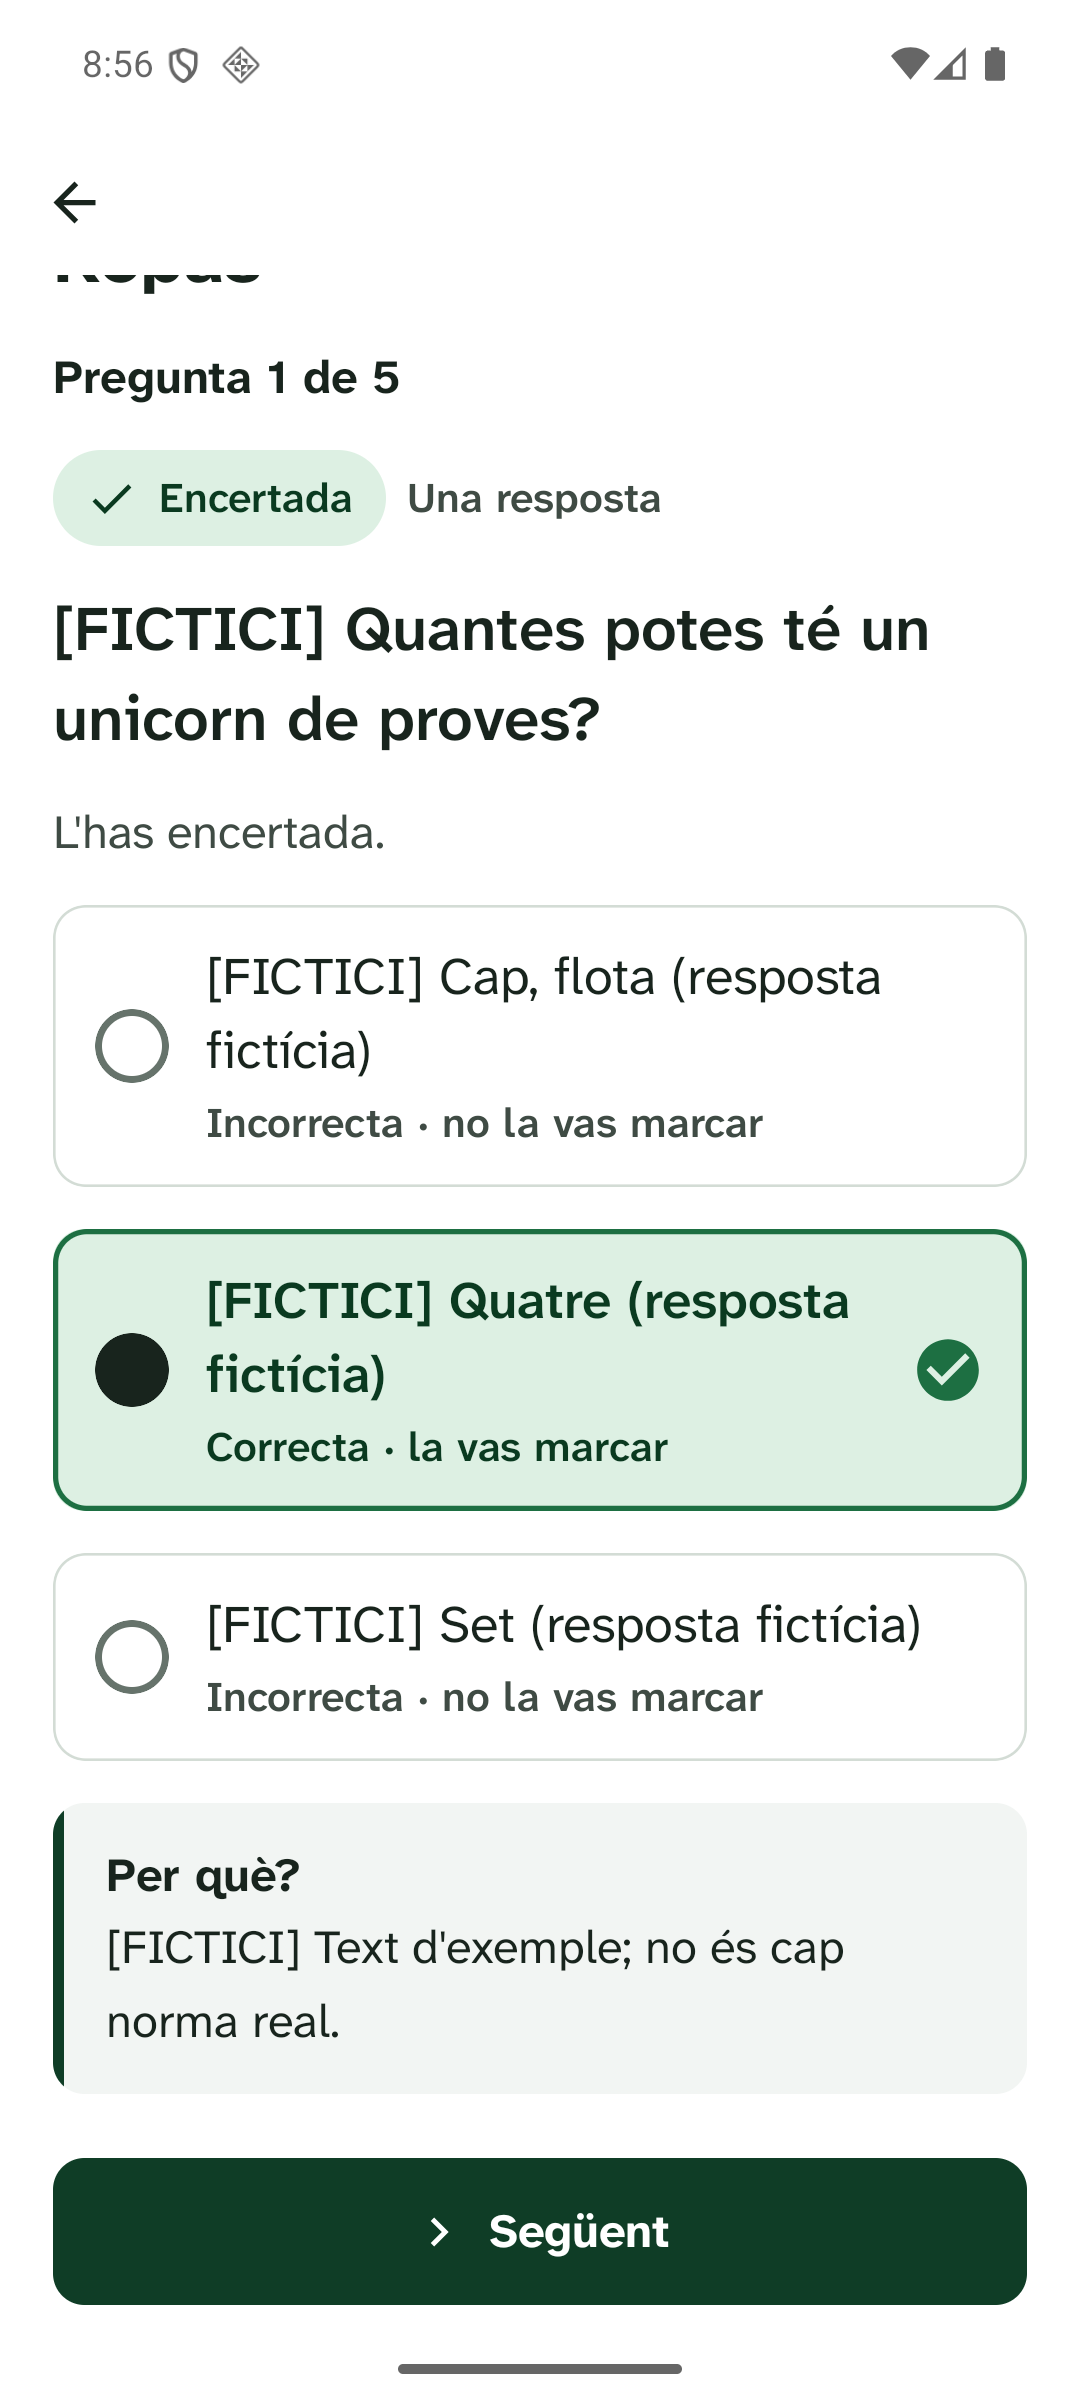 8:56
Pregunta 1 de 5
Encertada
Una resposta
[FICTICI] Quantes potes té un
unicorn de proves?
L'has encertada.
[FICTICI] Cap, flota (resposta
fictícia)
Incorrecta · no la vas marcar
[FICTICI] Quatre (resposta
fictícia)
Correcta · la vas marcar
[FICTICI] Set (resposta fictícia)
Incorrecta · no la vas marcar
Per què?
[FICTICI] Text d'exemple; no és cap
norma real.
Següent